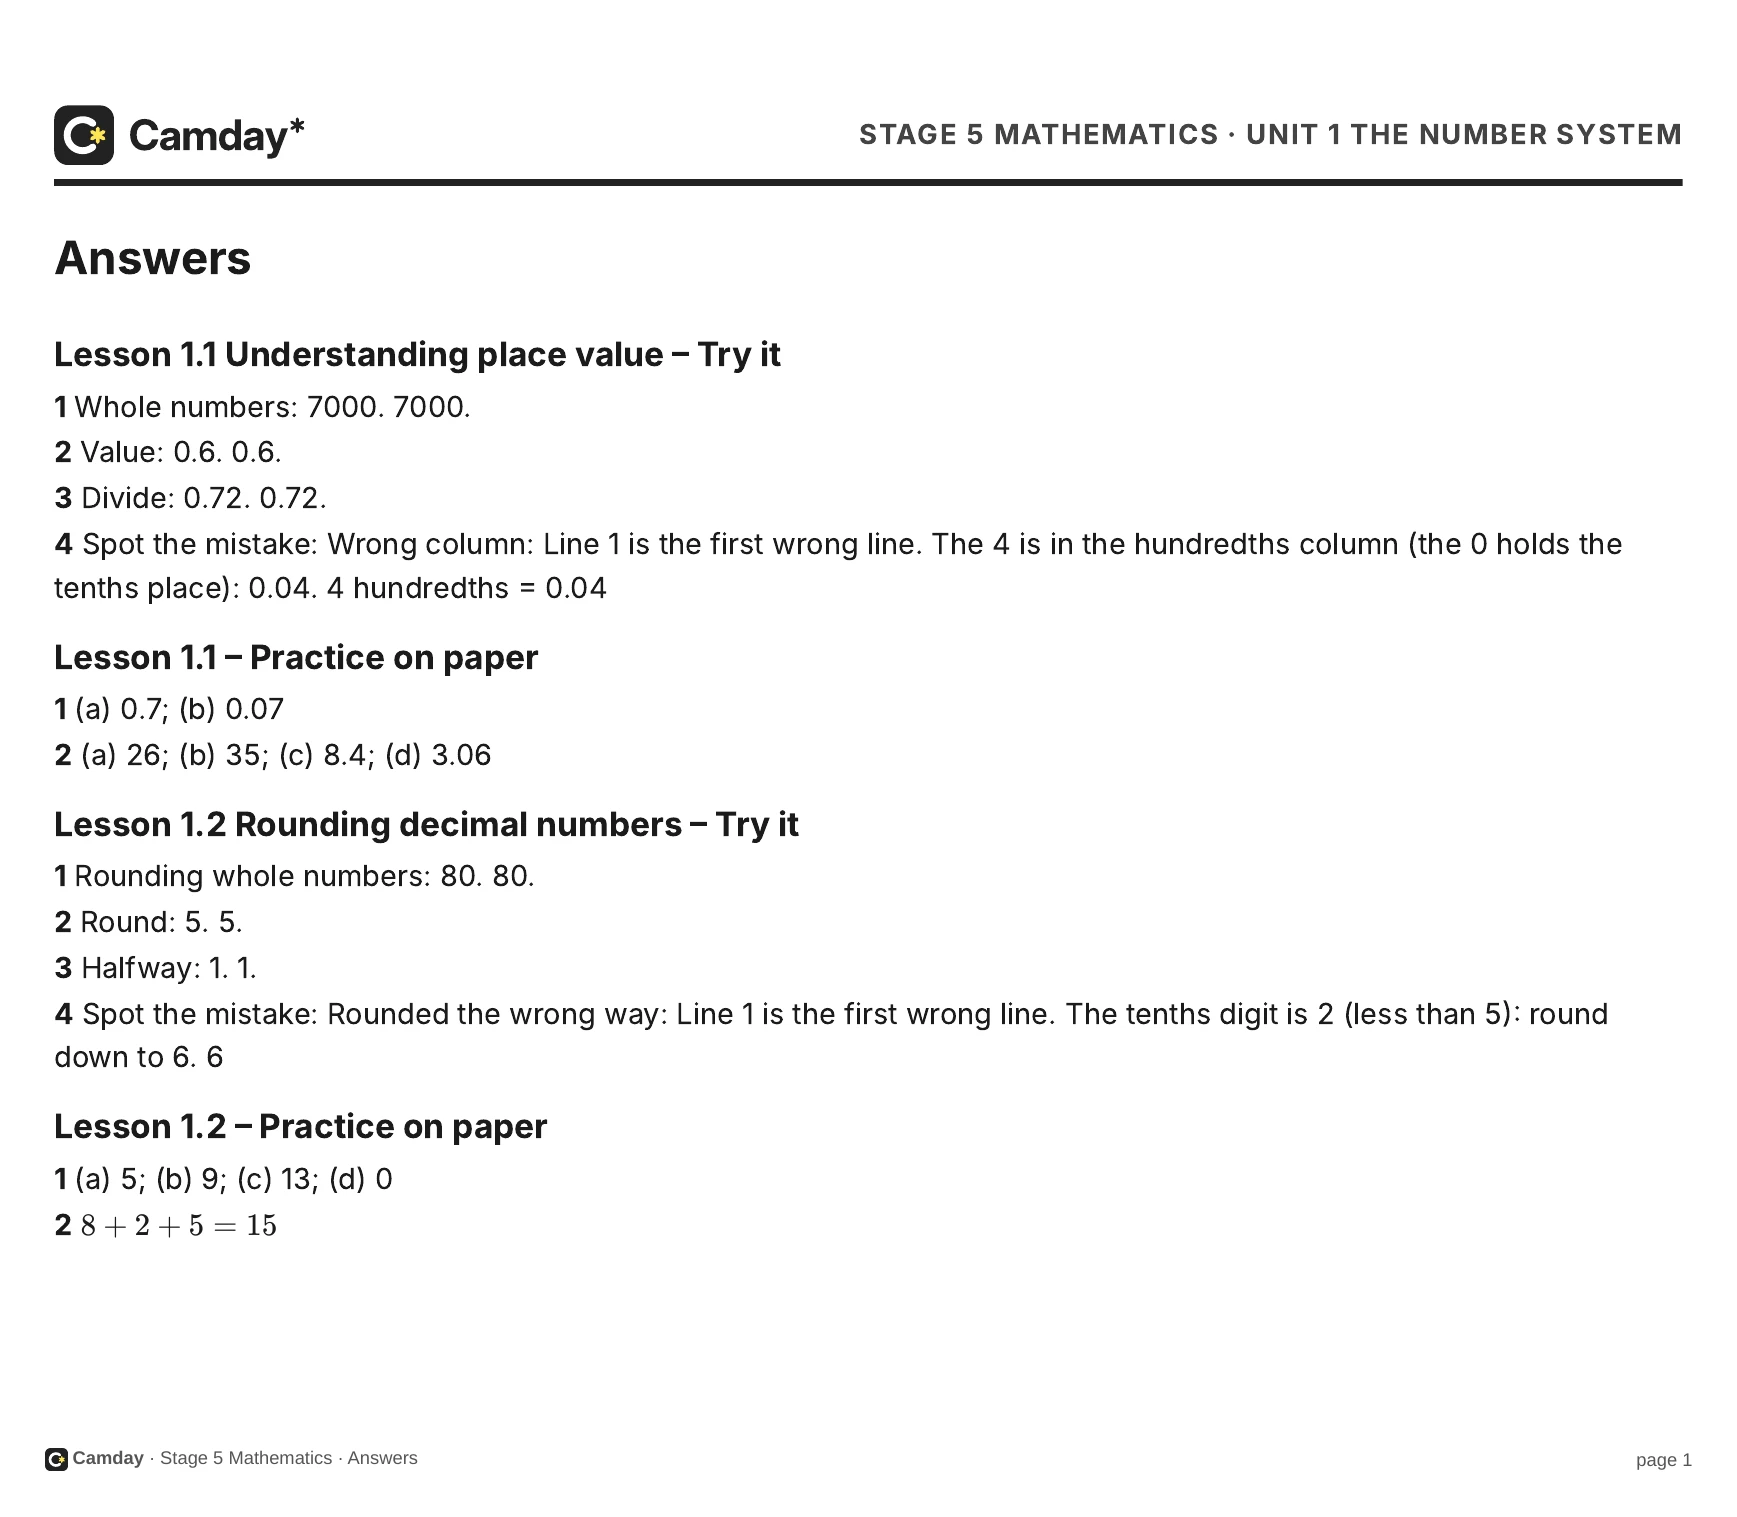 Camday*
STAGE 5 MATHEMATICS · UNIT 1 THE NUMBER SYSTEM
Answers
Lesson 1.1 Understanding place value – Try it
1 Whole numbers: 7000. 7000.
2 Value: 0.6. 0.6.
3 Divide: 0.72. 0.72.
4 Spot the mistake: Wrong column: Line 1 is the first wrong line. The 4 is in the hundredths column (the 0 holds the
tenths place): 0.04. 4 hundredths = 0.04
Lesson 1.1 – Practice on paper
1 (a) 0.7; (b) 0.07
2 (a) 26; (b) 35; (c) 8.4; (d) 3.06
Lesson 1.2 Rounding decimal numbers – Try it
1 Rounding whole numbers: 80. 80.
2 Round: 5. 5.
3 Halfway: 1. 1.
4 Spot the mistake: Rounded the wrong way: Line 1 is the first wrong line. The tenths digit is 2 (less than 5): round
down to 6. 6
Lesson 1.2 – Practice on paper
1 (a) 5; (b) 9; (c) 13; (d) 0
2 8 + 2 + 5 = 15
Camday · Stage 5 Mathematics · Answers
page 1